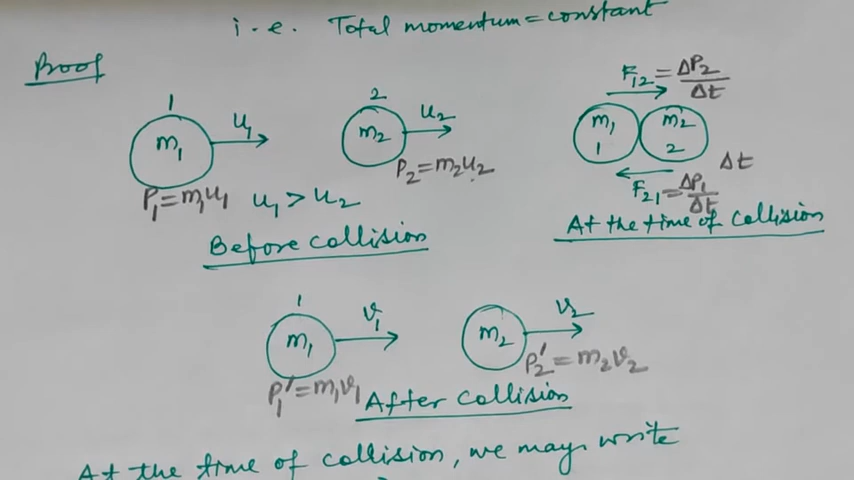 i.e. Total momentum = constant
Proof
1
m₁
u₁
P₁=m₁u₁
2
m₂
u₂
P₂=m₂u₂
u₁ > u₂
Before collision
F₁₂ = ΔP₂/Δt
m₁
1
m₂
2
Δt
F₂₁ = ΔP₁/Δt
At the time of collision
1
m₁
v₁
P₁′=m₁v₁
m₂
v₂
P₂′=m₂v₂
After collision
At the time of collision, we may write